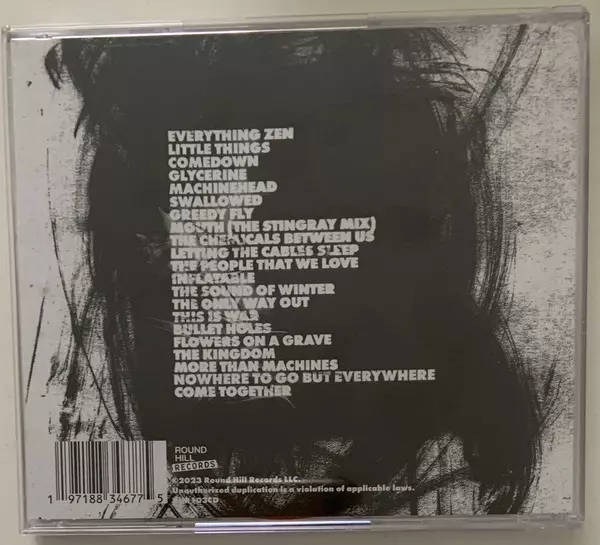 EVERYTHING ZEN
LITTLE THINGS
COMEDOWN
GLYCERINE
MACHINEHEAD
SWALLOWED
GREEDY FLY
MOUTH (THE STINGRAY MIX)
THE CHEMICALS BETWEEN US
LETTING THE CABLES SLEEP
THE PEOPLE THAT WE LOVE
INFLATABLE
THE SOUND OF WINTER
THE ONLY WAY OUT
THIS IS WAR
BULLET HOLES
FLOWERS ON A GRAVE
THE KINGDOM
MORE THAN MACHINES
NOWHERE TO GO BUT EVERYWHERE
COME TOGETHER
ROUND
HILL
RECORDS
©2023 Round Hill Records LLC.
Unauthorized duplication is a violation of applicable laws.
1 97188 34677 5